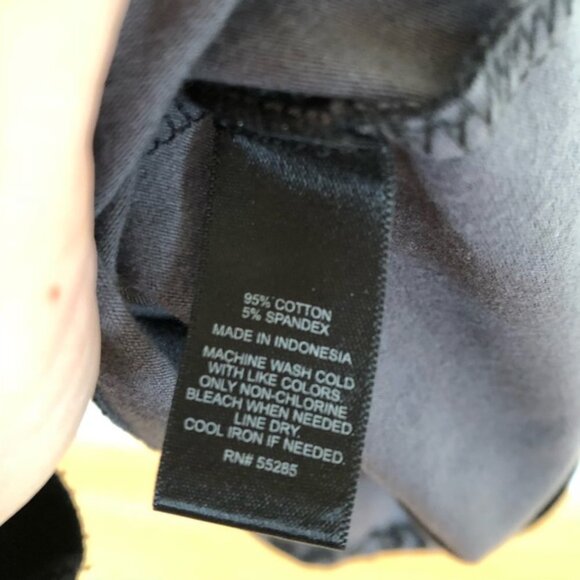 95% COTTON
5% SPANDEX
MADE IN INDONESIA
MACHINE WASH COLD
WITH LIKE COLORS.
ONLY NON-CHLORINE
BLEACH WHEN NEEDED.
LINE DRY.
COOL IRON IF NEEDED.
RN# 55285